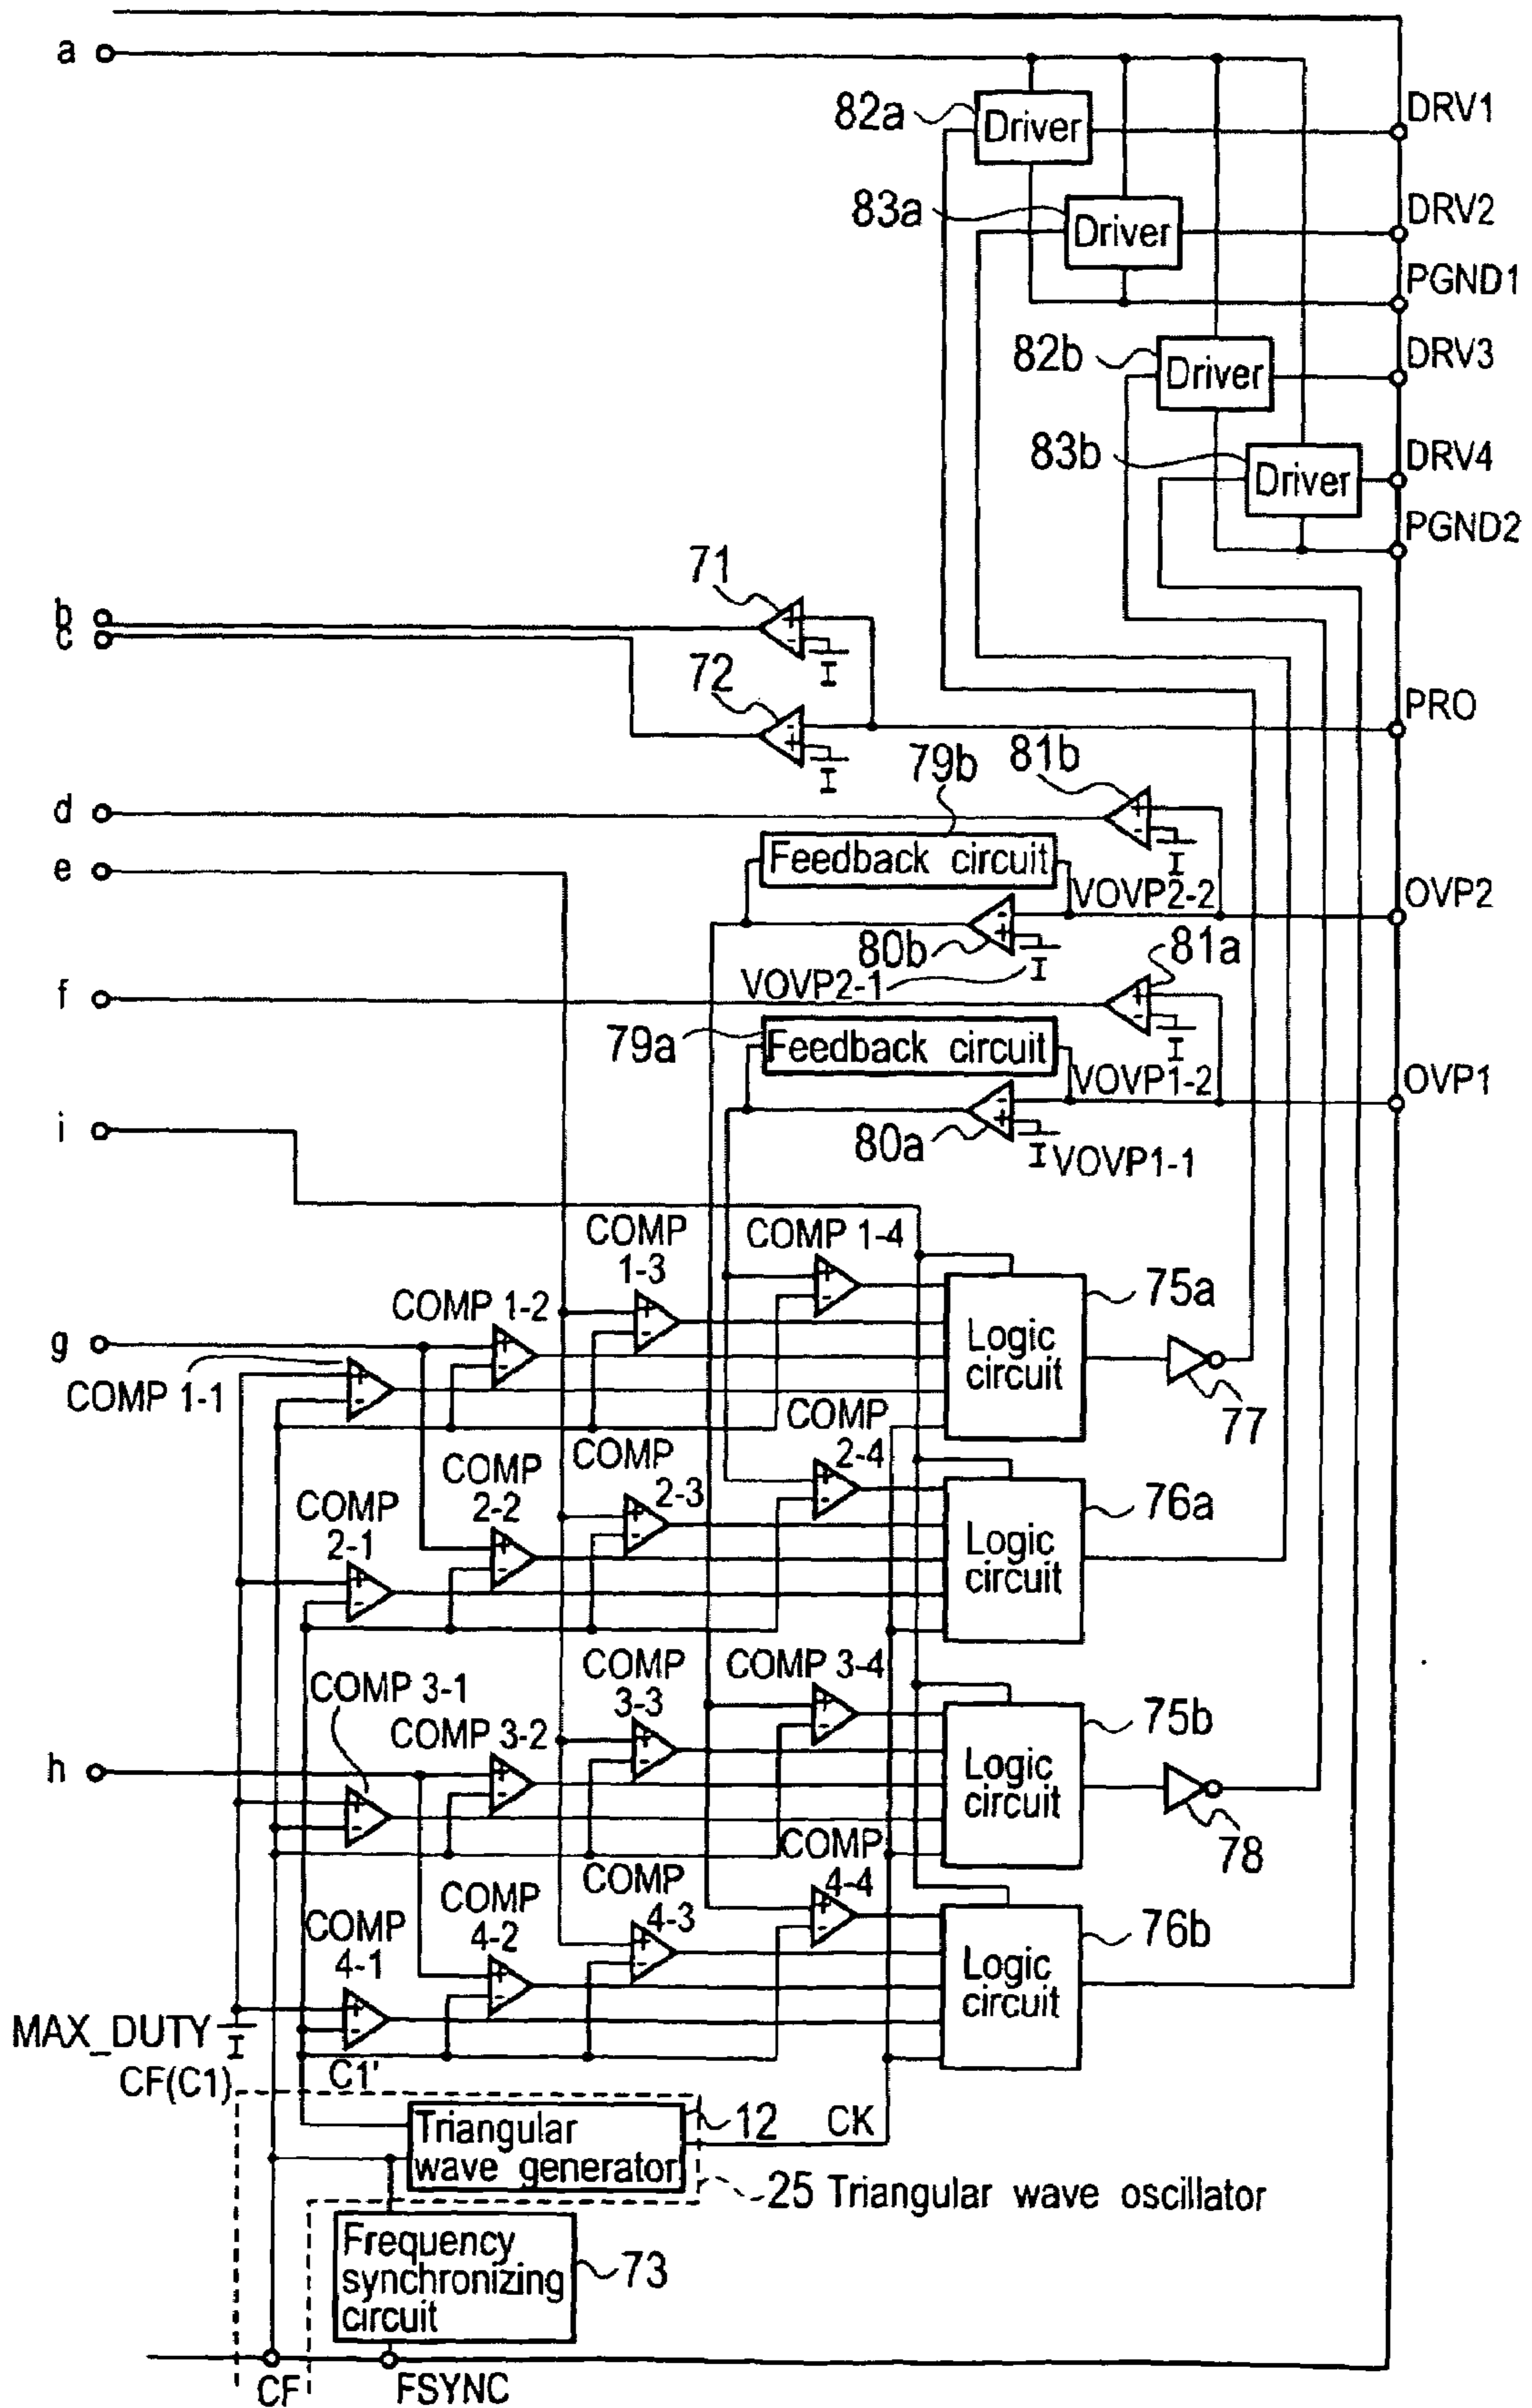 a
DRV1
82a
Driver
83a
DRV2
Driver
PGND1
82b
DRV3
Driver
83b
DRV4
Driver
PGND2
71
b
c
72
PRO
79b
81b
d
Feedback circuit
e
VOVP2-2
OVP2
80b
81a
VOVP2-1
f
79a
Feedback circuit
VOVP1-2
OVP1
i
80a
VOVP1-1
COMP
1-3
COMP 1-4
75a
COMP 1-2
g
Logic
circuit
COMP 1-1
77
COMP
2-4
COMP
2-3
COMP
2-2
COMP
2-1
76a
Logic
circuit
COMP
3-3
COMP 3-4
COMP 3-1
COMP 3-2
75b
h
Logic
circuit
78
COMP
4-4
COMP
4-3
COMP
4-2
COMP
4-1
76b
Logic
circuit
MAX_DUTY
CF(C1)
C1'
12
CK
Triangular
wave generator
25 Triangular wave oscillator
Frequency
synchronizing
circuit
73
CF
FSYNC